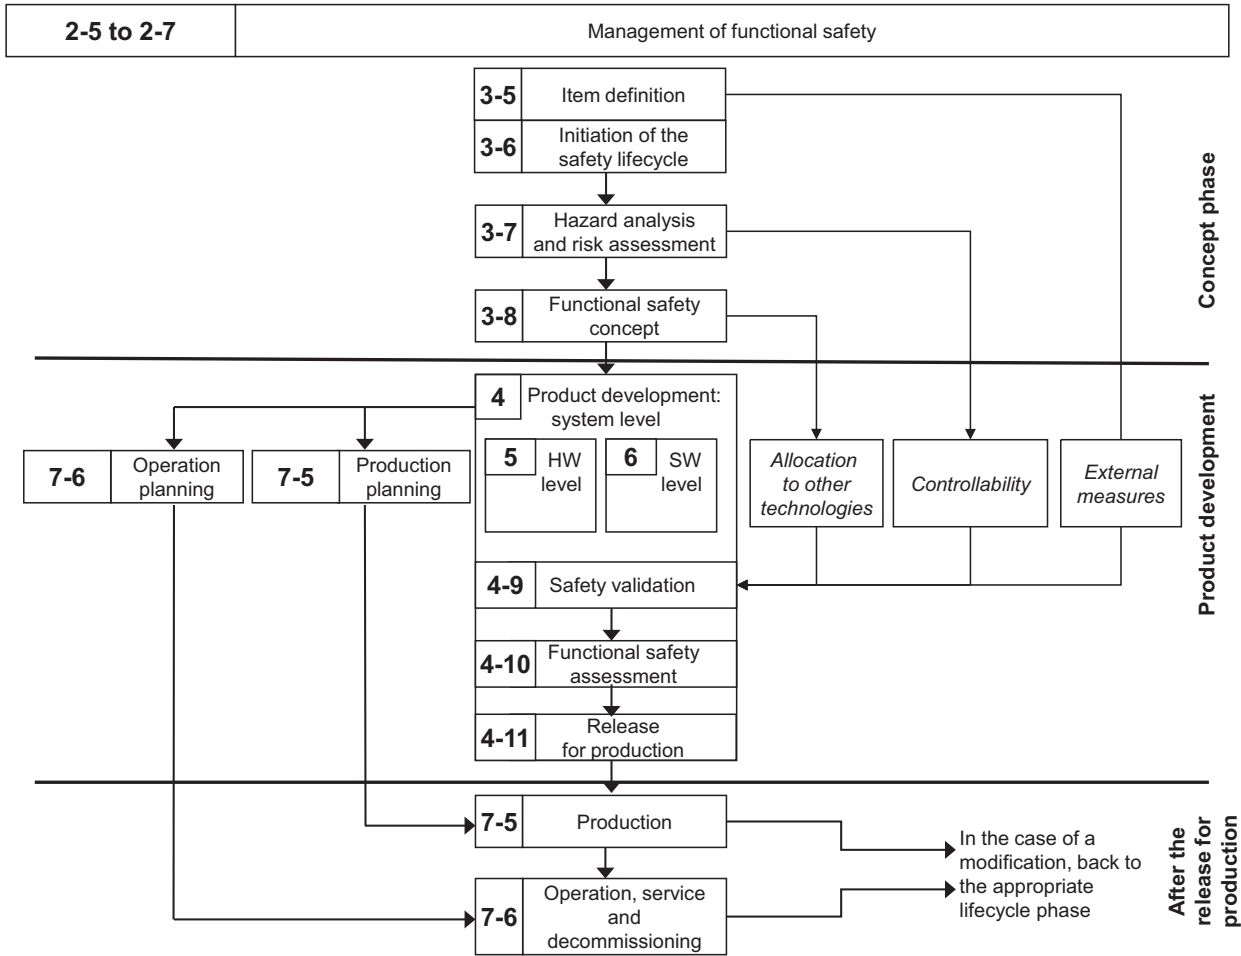 2-5 to 2-7
Management of functional safety
3-5
Item definition
3-6
Initiation of the
safety lifecycle
3-7
Hazard analysis
and risk assessment
3-8
Functional safety
concept
Concept phase
4
Product development:
system level
5
HW
level
6
SW
level
7-6
Operation
planning
7-5
Production
planning
Allocation
to other
technologies
Controllability
External
measures
4-9
Safety validation
4-10
Functional safety
assessment
4-11
Release
for production
Product development
7-5
Production
7-6
Operation, service
and
decommissioning
In the case of a
modification, back to
the appropriate
lifecycle phase
After the
release for
production